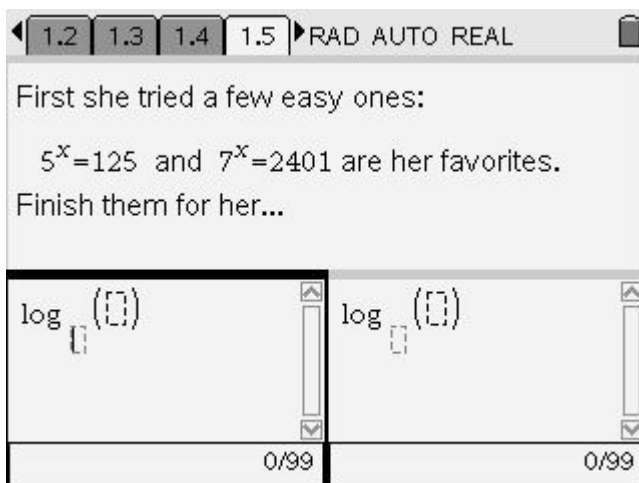 1.2 1.3 1.4 1.5 RAD AUTO REAL
First she tried a few easy ones:
5^x=125 and 7^x=2401 are her favorites.
Finish them for her...
log () log ()
0/99 0/99